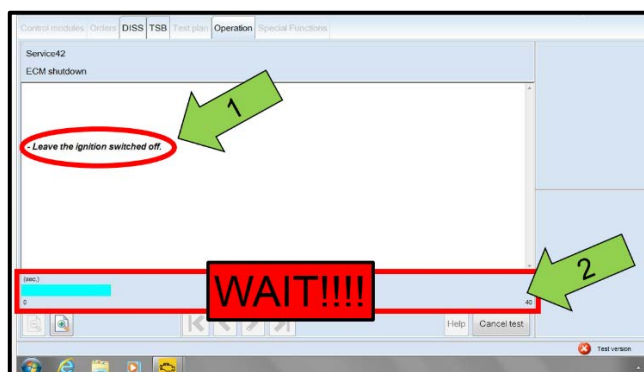 Control modules Orders DISS TSB Test plan Operation Special Functions
Service42
ECM shutdown
1
- Leave the ignition switched off.
2
(sec.)
WAIT!!!!
0 40
Help Cancel test
Test version